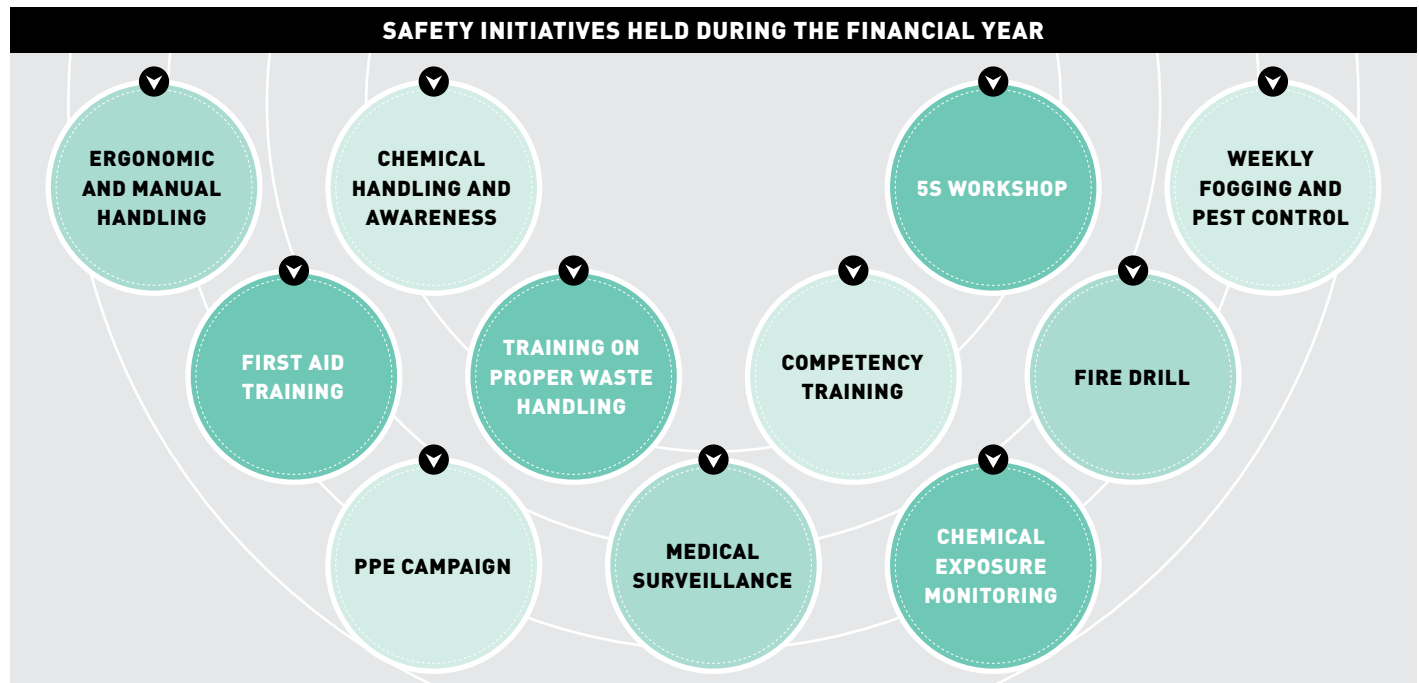 SAFETY INITIATIVES HELD DURING THE FINANCIAL YEAR
ERGONOMIC
AND MANUAL
HANDLING
CHEMICAL
HANDLING AND
AWARENESS
5S WORKSHOP
WEEKLY
FOGGING AND
PEST CONTROL
FIRST AID
TRAINING
TRAINING ON
PROPER WASTE
HANDLING
COMPETENCY
TRAINING
FIRE DRILL
PPE CAMPAIGN
MEDICAL
SURVEILLANCE
CHEMICAL
EXPOSURE
MONITORING